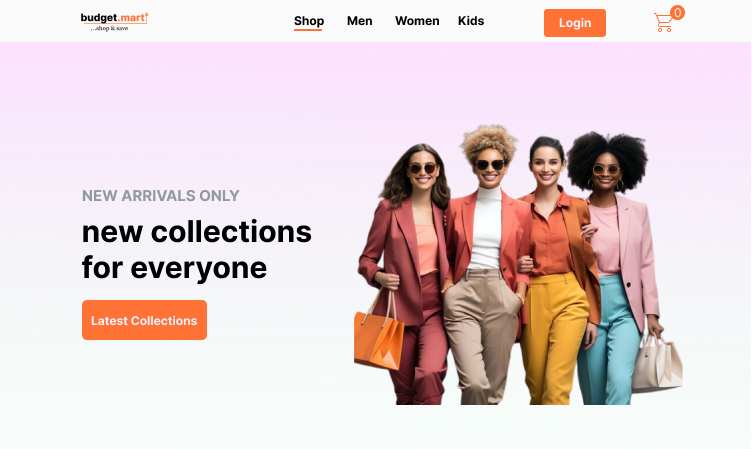 budget.mart
...shop & save
Shop Men Women Kids Login 0
NEW ARRIVALS ONLY
new collections
for everyone
Latest Collections